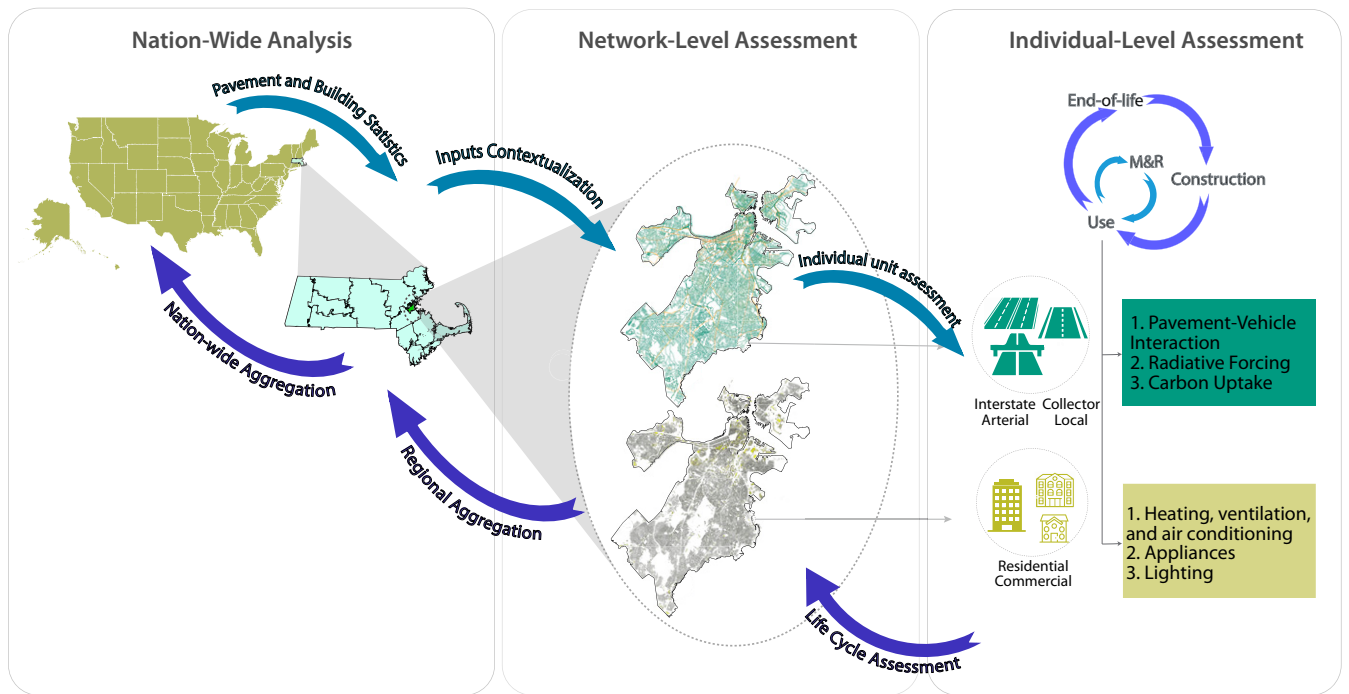 Nation-Wide Analysis
Pavement and Building Statistics
Nation-wide Aggregation
Regional Aggregation
Network-Level Assessment
Inputs Contextualization
Individual unit assessment
Life Cycle Assessment
Individual-Level Assessment
End-of-life
M&R
Construction
Use
Interstate Collector
Arterial Local
1. Pavement-Vehicle
Interaction
2. Radiative Forcing
3. Carbon Uptake
Residential
Commercial
1. Heating, ventilation,
and air conditioning
2. Appliances
3. Lighting